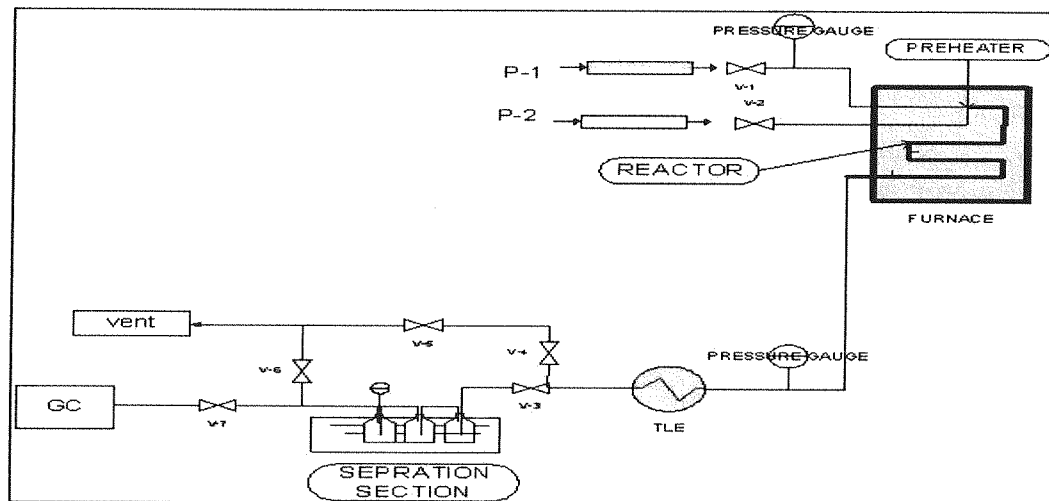 PRESSURE GAUGE
PREHEATER
P-1
V-1
V-2
P-2
REACTOR
FURNACE
vent
V-5
V-4
V-6
PRESSURE GAUGE
GC
V-7
V-3
TLE
SEPRATION
SECTION